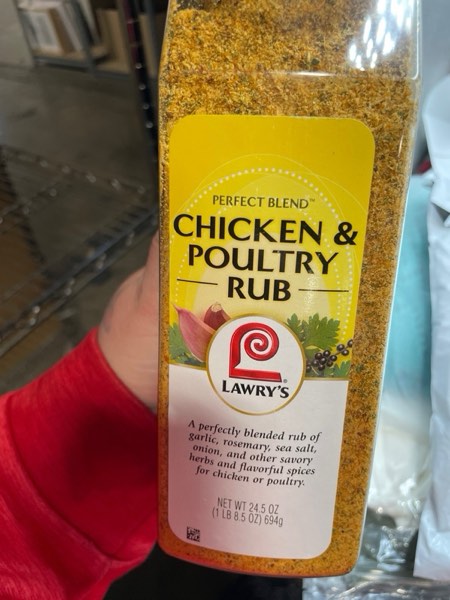 PERFECT BLEND™
CHICKEN &
POULTRY
RUB
LAWRY'S®
A perfectly blended rub of
garlic, rosemary, sea salt,
onion, and other savory
herbs and flavorful spices
for chicken or poultry.
NET WT 24.5 OZ
(1 LB 8.5 OZ) 694g